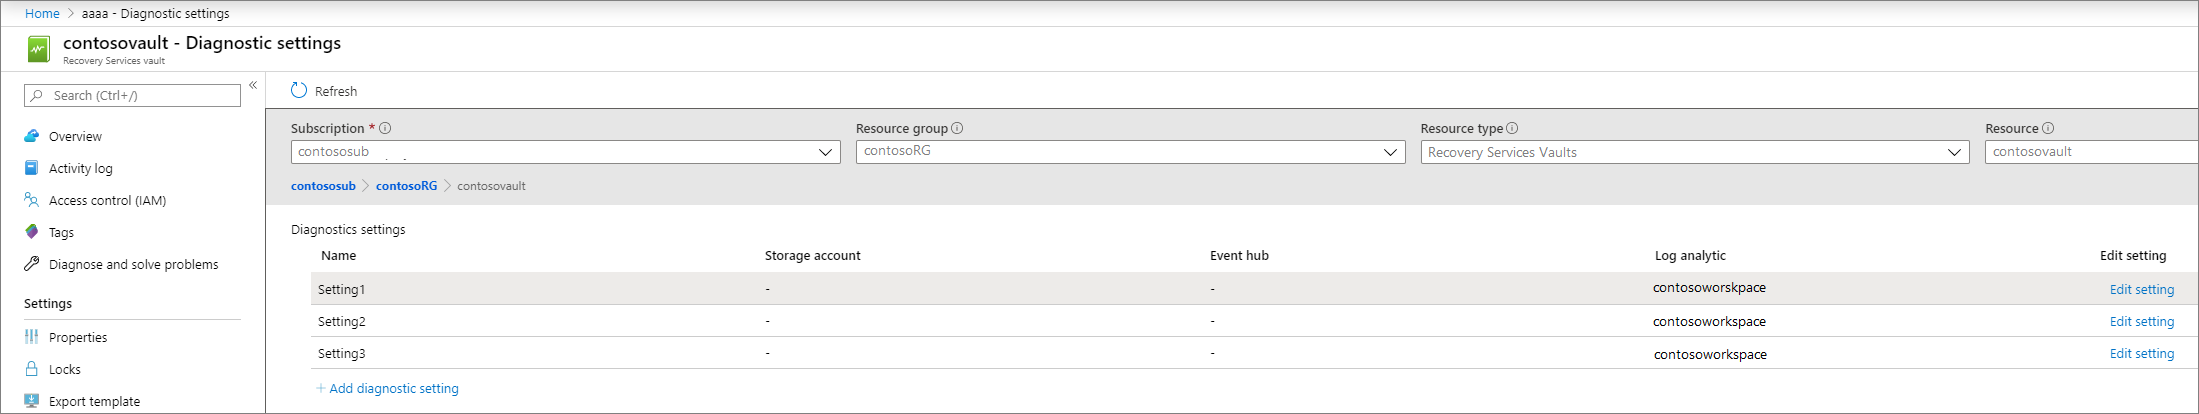 Home > aaaa - Diagnostic settings
contosovault - Diagnostic settings
Recovery Services vault
Search (Ctrl+/)
«
Overview
Activity log
Access control (IAM)
Tags
Diagnose and solve problems
Settings
Properties
Locks
Export template
Refresh
Subscription * Resource group Resource type Resource
contososub contosoRG Recovery Services Vaults contosovault
contososub > contosoRG > contosovault
Diagnostics settings
Name Storage account Event hub Log analytic Edit setting
Setting1 - - contosoworskpace Edit setting
Setting2 - - contosoworkspace Edit setting
Setting3 - - contosoworkspace Edit setting
+ Add diagnostic setting